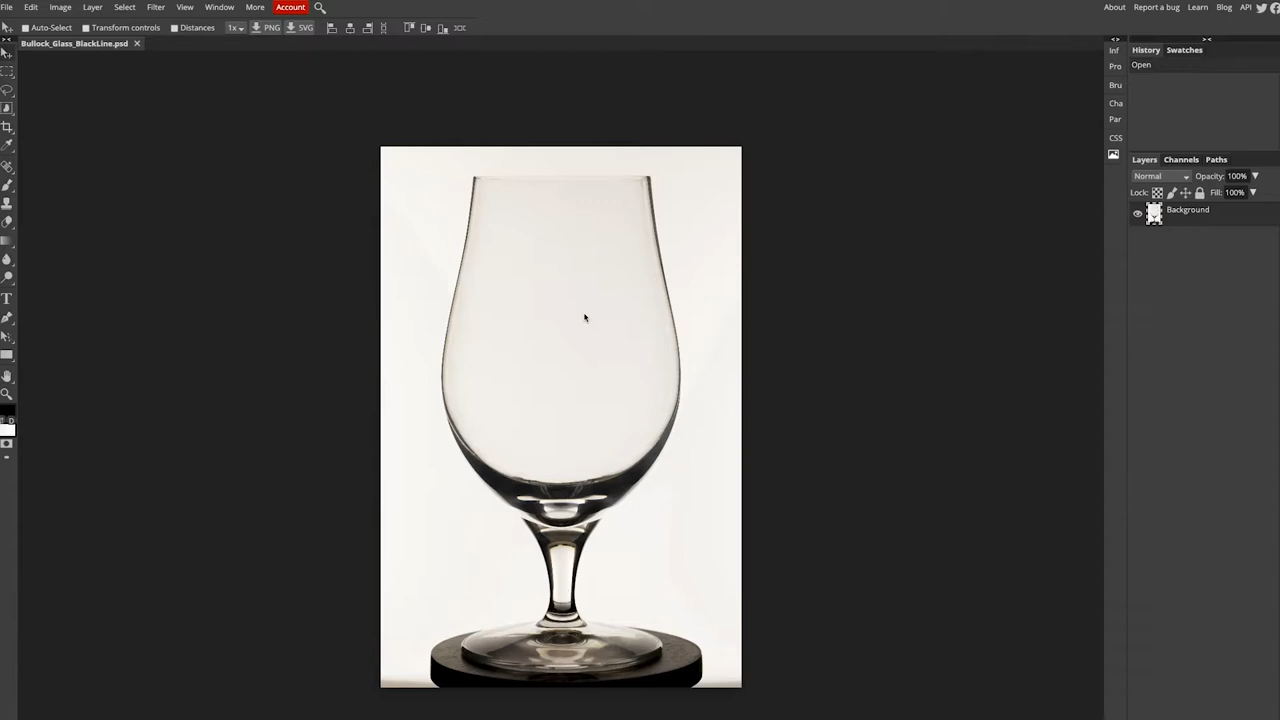 File Edit Image Layer Select Filter View Window More Account About Report a bug Learn Blog API
Auto-Select Transform controls Distances 1x PNG SVG
Bullock_Glass_BlackLine.psd
Inf
Pro
Bru
Cha
Par
CSS
History Swatches
Open
Layers Channels Paths
Normal Opacity: 100%
Lock: Fill: 100%
Background
T
D